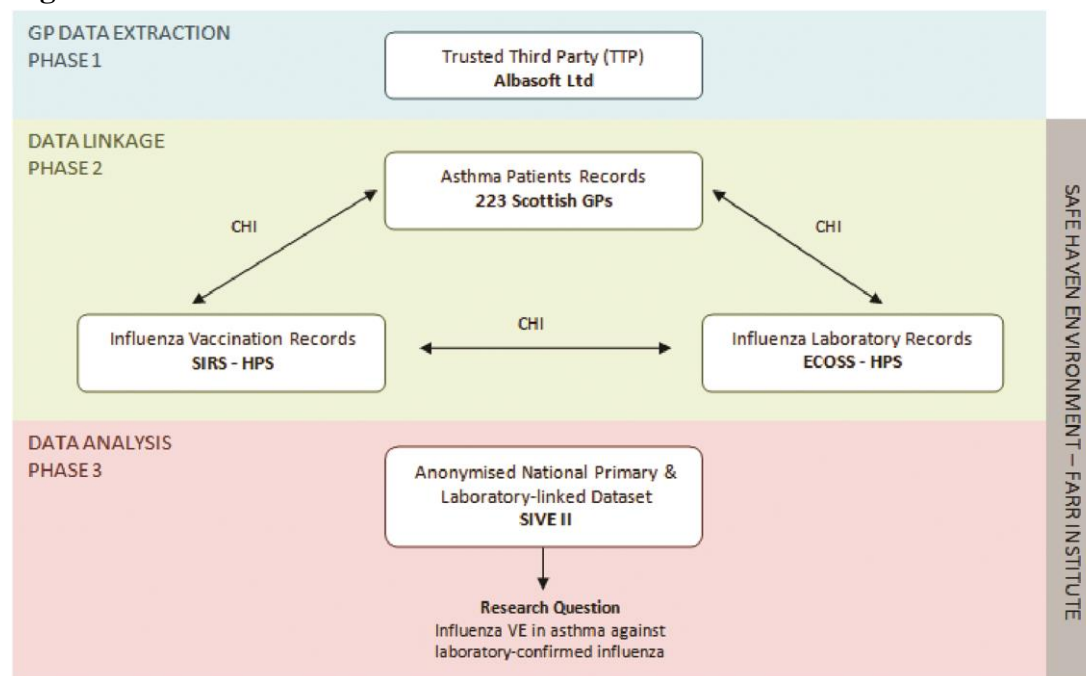 GP DATA EXTRACTION
PHASE 1
Trusted Third Party (TTP)
Albasoft Ltd
DATA LINKAGE
PHASE 2
Asthma Patients Records
223 Scottish GPs
CHI
CHI
Influenza Vaccination Records
SIRS - HPS
CHI
Influenza Laboratory Records
ECOSS - HPS
DATA ANALYSIS
PHASE 3
Anonymised National Primary &
Laboratory-linked Dataset
SIVE II
Research Question
Influenza VE in asthma against
laboratory-confirmed influenza
SAFE HAVEN ENVIRONMENT – FARR INSTITUTE